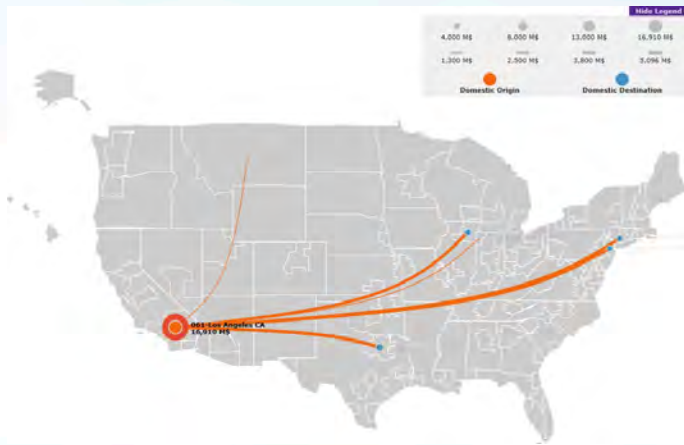 Hide Legend
4,000 M$ 8,000 M$ 13,000 M$ 16,910 M$
1,300 M$ 2,500 M$ 3,800 M$ 5,096 M$
Domestic Origin Domestic Destination
061-Los Angeles CA
16,910 M$